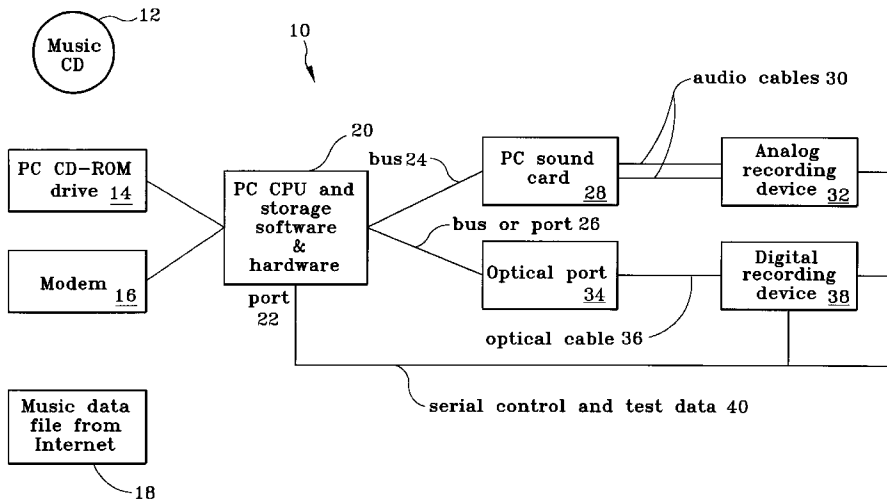 12
Music
CD
10
audio cables 30
20
PC CD-ROM
drive 14
bus 24
PC sound
card
28
Analog
recording
device 32
PC CPU and
storage
software
&
hardware
bus or port 26
Modem
16
Optical port
34
Digital
recording
device 38
port
22
optical cable 36
serial control and test data 40
Music data
file from
Internet
18